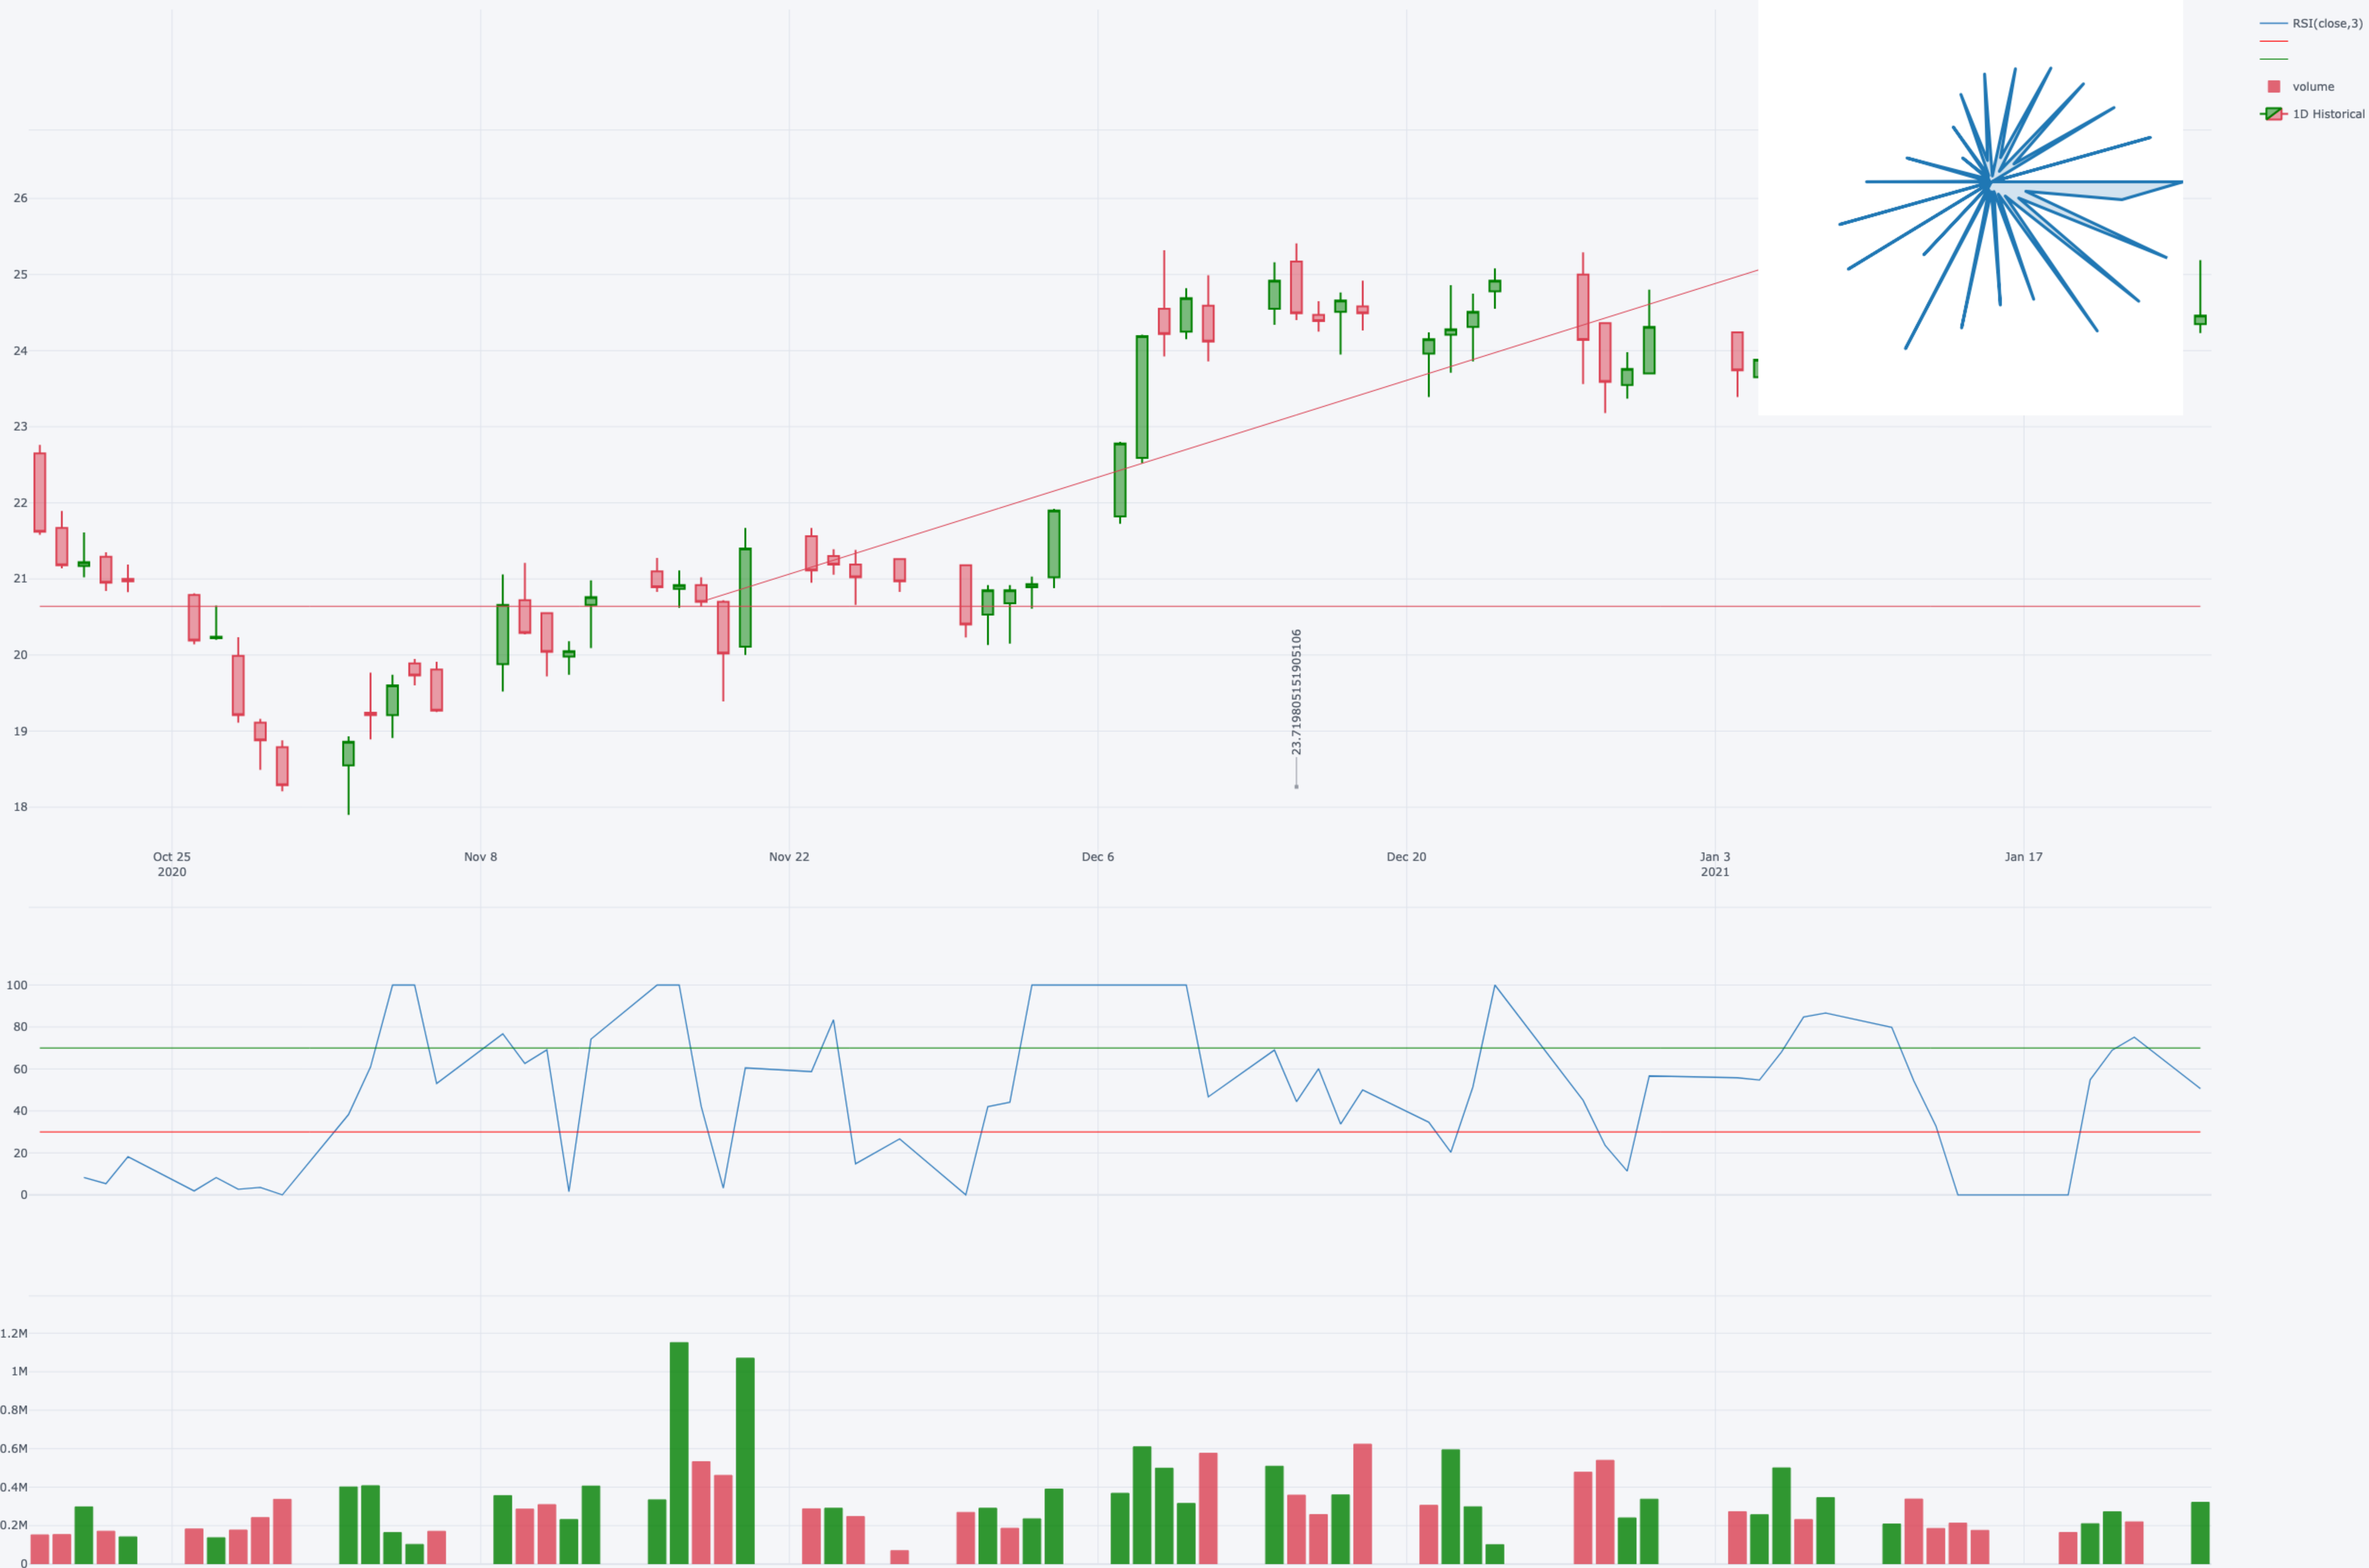 RSI(close,3)
volume
1D Historical
26
25
24
23
22
21
20
19
18
23.7198051519051​06
Oct 25
2020
Nov 8
Nov 22
Dec 6
Dec 20
Jan 3
2021
Jan 17
100
80
60
40
20
0
1.2M
1M
0.8M
0.6M
0.4M
0.2M
0